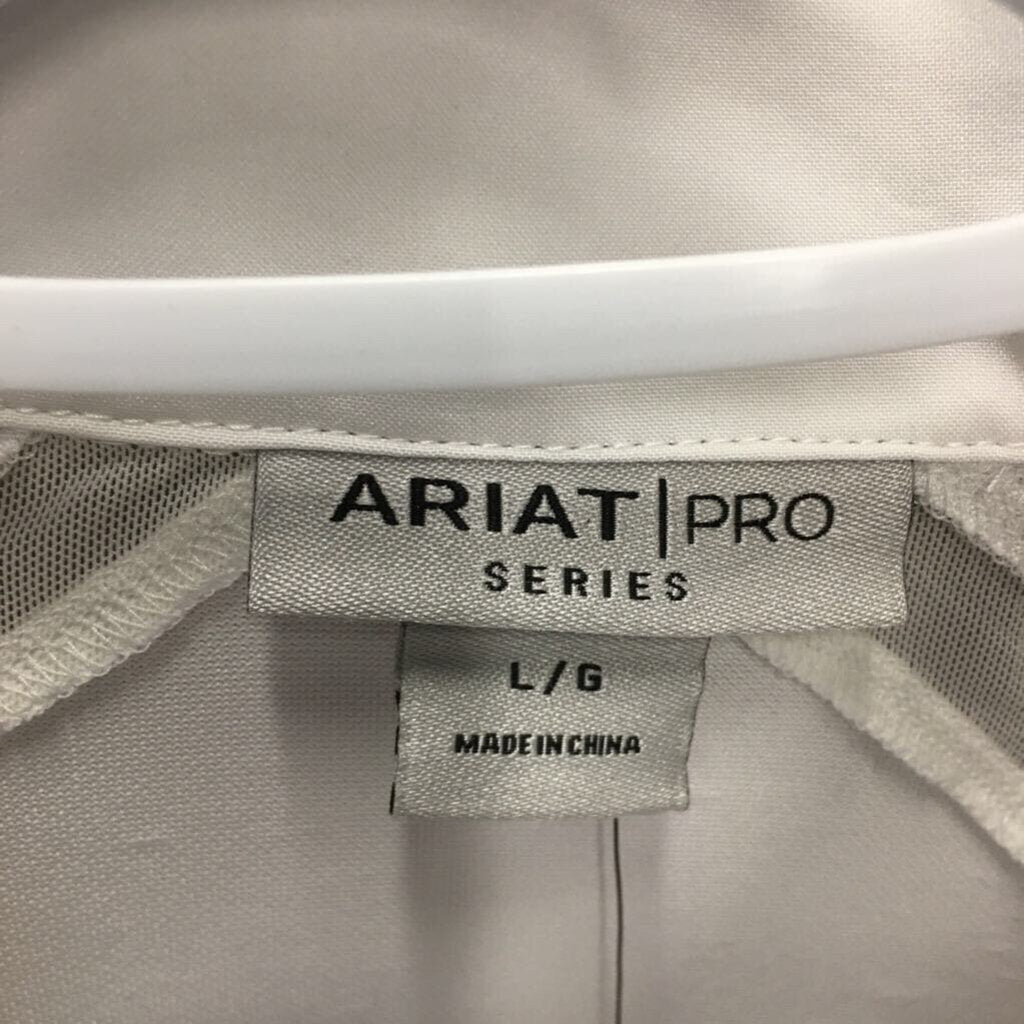 ARIAT|PRO
SERIES
L/G
MADE IN CHINA